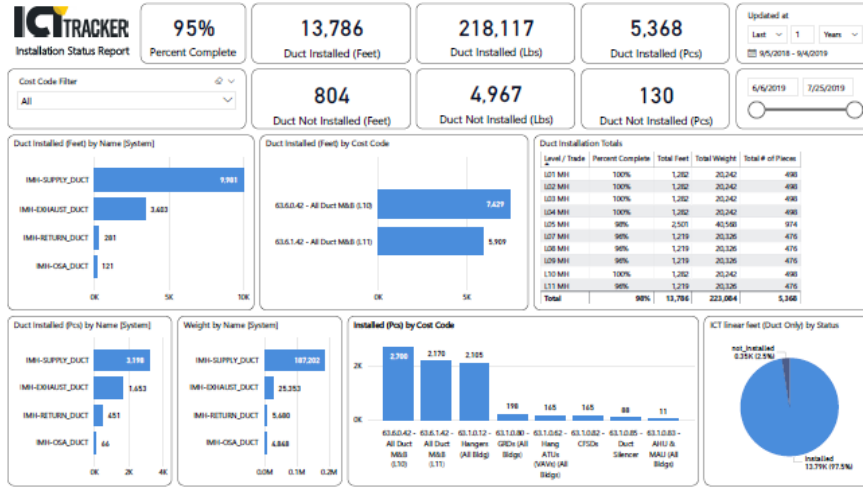 ICT TRACKER
Installation Status Report
95%
Percent Complete
13,786
Duct Installed (Feet)
218,117
Duct Installed (Lbs)
5,368
Duct Installed (Pcs)
Updated at
Last 1 Years
9/5/2018 - 9/4/2019
Cost Code Filter
All
804
Duct Not Installed (Feet)
4,967
Duct Not Installed (Lbs)
130
Duct Not Installed (Pcs)
6/6/2019 7/25/2019
Duct Installed (Feet) by Name [System]
IMH-SUPPLY_DUCT 9,981
IMH-EXHAUST_DUCT 3,403
IMH-RETURN_DUCT 281
IMH-OSA_DUCT 121
0K 5K 10K
Duct Installed (Feet) by Cost Code
63.6.0.42 - All Duct M&B (L10) 7,429
63.6.1.42 - All Duct M&B (L11) 5,909
0K 5K
Duct Installation Totals
Level / Trade Percent Complete Total Feet Total Weight Total # of Pieces
L01 MH 100% 1,282 20,242 498
L02 MH 100% 1,282 20,242 498
L03 MH 100% 1,282 20,242 498
L04 MH 100% 1,282 20,242 498
L05 MH 98% 2,501 40,568 974
L07 MH 96% 1,219 20,326 476
L08 MH 96% 1,219 20,326 476
L09 MH 96% 1,219 20,326 476
L10 MH 100% 1,282 20,242 498
L11 MH 96% 1,219 20,326 476
Total 98% 13,786 223,084 5,368
Duct Installed (Pcs) by Name [System]
IMH-SUPPLY_DUCT 3,198
IMH-EXHAUST_DUCT 1,653
IMH-RETURN_DUCT 451
IMH-OSA_DUCT 66
0K 2K 4K
Weight by Name [System]
IMH-SUPPLY_DUCT 187,202
IMH-EXHAUST_DUCT 25,353
IMH-RETURN_DUCT 5,680
IMH-OSA_DUCT 4,848
0.0M 0.1M 0.2M
Installed (Pcs) by Cost Code
2K
0K
2,700 2,170 2,105 198 165 165 88 11
63.6.0.42 - 63.6.1.42 - 63.1.0.12 - 63.1.0.80 - 63.1.0.62 - 63.1.0.82 - 63.1.0.85 - 63.1.0.83 -
All Duct All Duct Hangers GRDs (All Hang CFSDs Duct AHU &
M&B M&B (All Bldg) Bldgs) ATUs Silencer MAU (All
(L10) (L11) (VAVs) (All Bldgs)
Bldgs)
ICT linear feet (Duct Only) by Status
not_installed
0.35K (2.5%)
Installed
13.79K (97.5%)